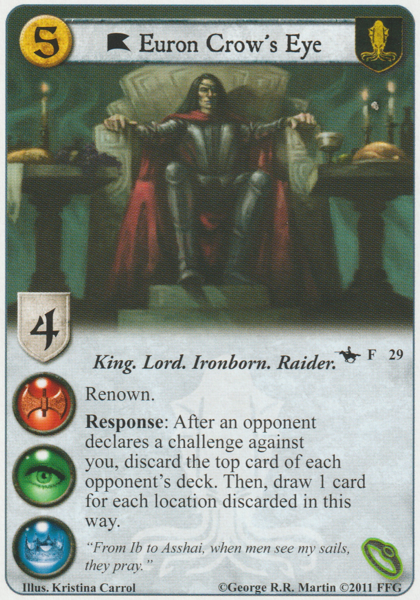 5
Euron Crow's Eye
4
King. Lord. Ironborn. Raider.
F 29
Renown.
Response: After an opponent
declares a challenge against
you, discard the top card of each
opponent's deck. Then, draw 1 card
for each location discarded in this
way.
"From Ib to Asshai, when men see my sails,
they pray."
Illus. Kristina Carrol
©George R.R. Martin ©2011 FFG